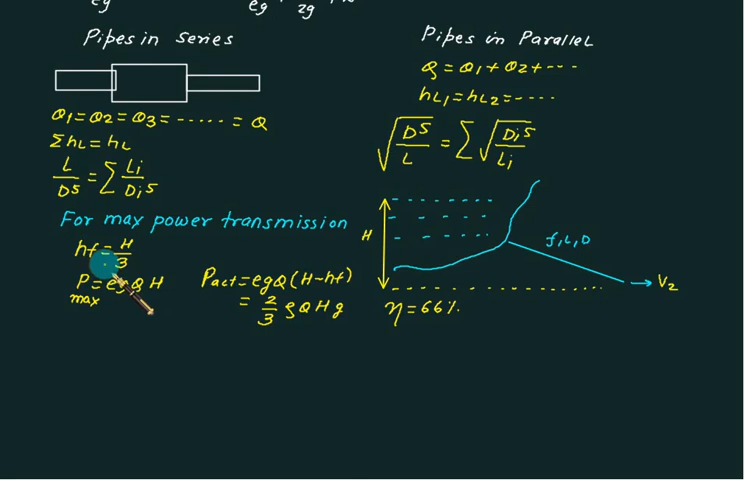 Pipes in Series
Q1 = Q2 = Q3 = ..... = Q
ΣhL = hL
L/D⁵ = Σ Li/Di⁵
Pipes in Parallel
Q = Q1 + Q2 + ...
hL1 = hL2 = ....
√(D⁵/L) = Σ √(Di⁵/Li)
For max power transmission
hf = H/3
P max = ρgQH
Pact = ρgQ(H-hf)
= 2/3 ρQHg
H
f, L, D
V2
η = 66%